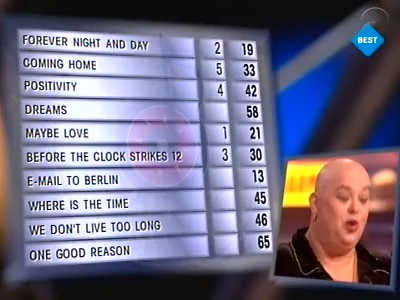 BEST
FOREVER NIGHT AND DAY 2 19
COMING HOME 5 33
POSITIVITY 4 42
DREAMS 58
MAYBE LOVE 1 21
BEFORE THE CLOCK STRIKES 12 3 30
E-MAIL TO BERLIN 13
WHERE IS THE TIME 45
WE DON'T LIVE TOO LONG 46
ONE GOOD REASON 65